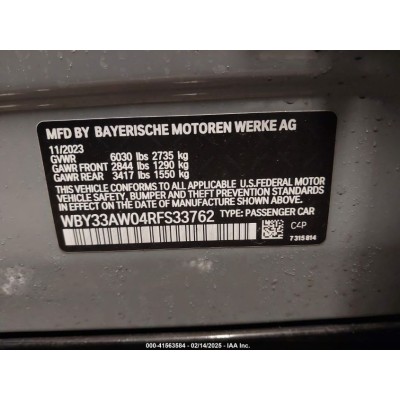 MFD BY BAYERISCHE MOTOREN WERKE AG
11/2023
GVWR 6030 lbs 2735 kg
GAWR FRONT 2844 lbs 1290 kg
GAWR REAR 3417 lbs 1550 kg
THIS VEHICLE CONFORMS TO ALL APPLICABLE U.S.FEDERAL MOTOR
VEHICLE SAFETY, BUMPER, AND THEFT PREVENTION STANDARDS
IN EFFECT ON THE DATE OF MANUFACTURE SHOWN ABOVE.
WBY33AW04RFS33762 TYPE: PASSENGER CAR
C4P
7 315 814
000-41563584 - 02/14/2025 - IAA Inc.